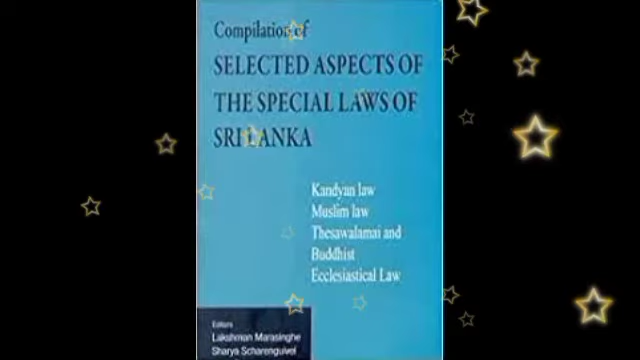 Compilation of
SELECTED ASPECTS OF
THE SPECIAL LAWS OF
SRI LANKA
Kandyan law
Muslim law
Thesawalamai and
Buddhist
Ecclesiastical Law
Editors
Lakshman Marasinghe
Sharya Scharenguivel